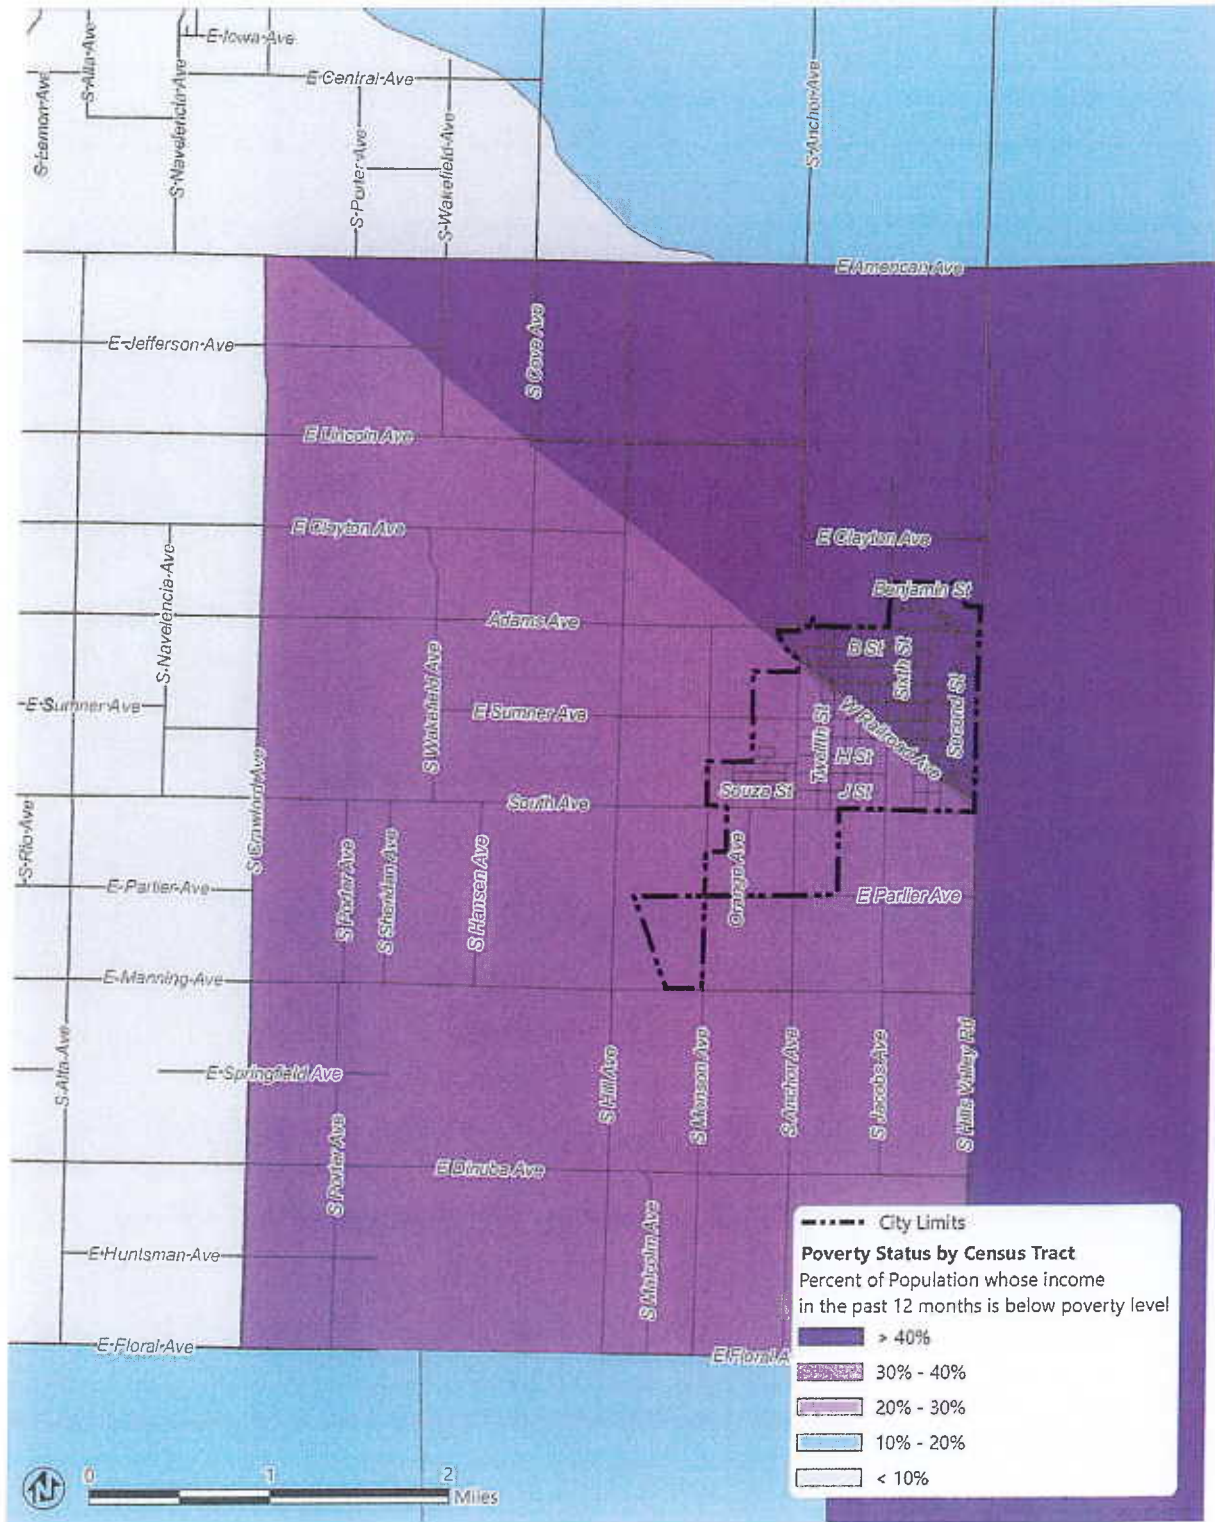 E Iowa Ave
S Alta Ave
E Central Ave
S Lemon Ave
S Navelencia Ave
S Porter Ave
S Wakefield Ave
S Anchor Ave
E American Ave
E Jefferson Ave
S Cove Ave
E Lincoln Ave
E Clayton Ave
E Clayton Ave
Benjamin St
S Navelencia Ave
Adams Ave
B St
Sixth St
S Wakefield Ave
E Sumner Ave
E Sumner Ave
Second St
W Railroad Ave
Twelfth St
H St
Souza St
J St
South Ave
S Crawford Ave
S Rio Ave
S Porter Ave
S Sheridan Ave
S Hansen Ave
Orange Ave
E Parlier Ave
E Parlier Ave
E Manning Ave
S Alta Ave
E Springfield Ave
S Hill Ave
S Monson Ave
S Anchor Ave
S Jacobs Ave
S Hills Valley Rd
S Porter Ave
E Dinuba Ave
S Malcolm Ave
E Huntsman Ave
E Floral Ave
E Floral A
City Limits
Poverty Status by Census Tract
Percent of Population whose income
in the past 12 months is below poverty level
> 40%
30% - 40%
20% - 30%
10% - 20%
< 10%
N
0 1 2
Miles